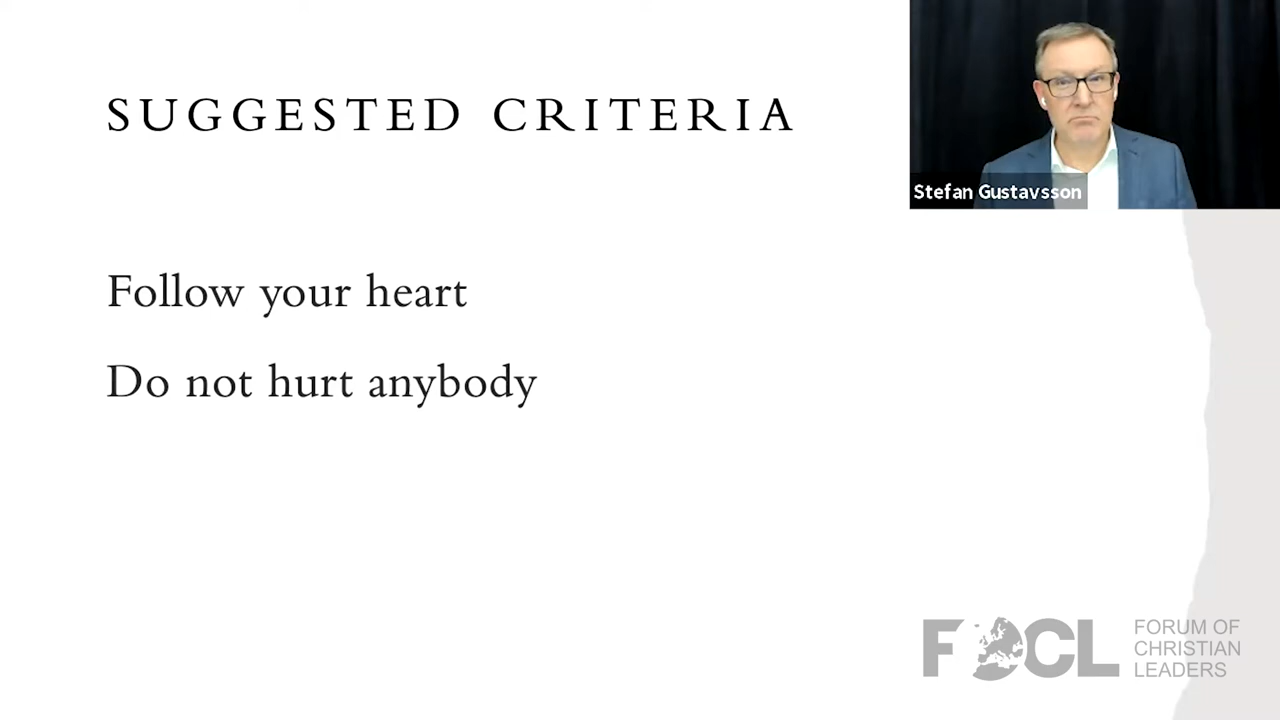 SUGGESTED CRITERIA
Stefan Gustavsson
Follow your heart
Do not hurt anybody
FOCL
FORUM OF
CHRISTIAN
LEADERS